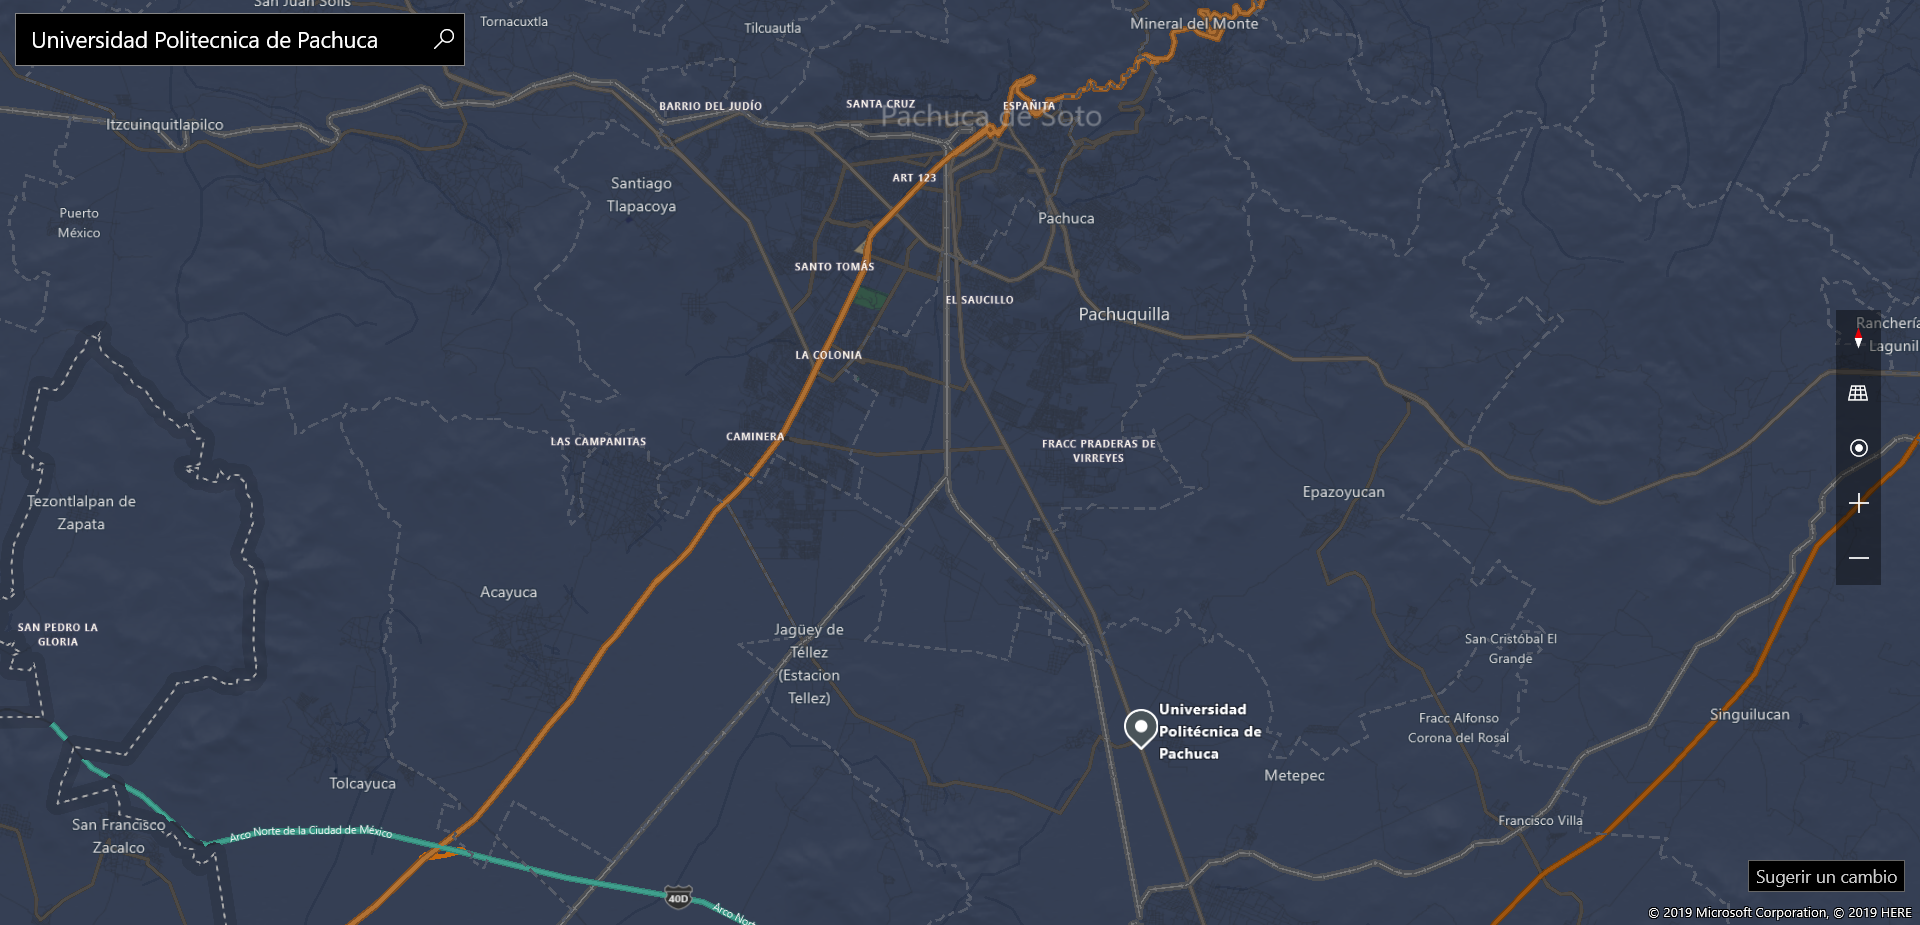 San Juan Solis
Universidad Politecnica de Pachuca
Tornacuxtla
Tilcuautla
Mineral del Monte
BARRIO DEL JUDÍO
SANTA CRUZ
ESPAÑITA
Pachuca de Soto
Itzcuinquitlapilco
ART 123
Santiago
Tlapacoya
Puerto
México
Pachuca
SANTO TOMÁS
EL SAUCILLO
Pachuquilla
Ranchería
LA COLONIA
LAS CAMPANITAS
CAMINERA
FRACC PRADERAS DE
VIRREYES
Tezontlalpan de
Zapata
Epazoyucan
Acayuca
SAN PEDRO LA
GLORIA
Jagüey de
Téllez
(Estacion
Tellez)
San Cristóbal El
Grande
Universidad
Politécnica de
Pachuca
Fracc Alfonso
Corona del Rosal
Singuilucan
Metepec
Tolcayuca
San Francisco
Zacalco
Arco Norte de la Ciudad de México
Francisco Villa
40D
Arco Nort
Lagunil
Sugerir un cambio
© 2019 Microsoft Corporation, © 2019 HERE